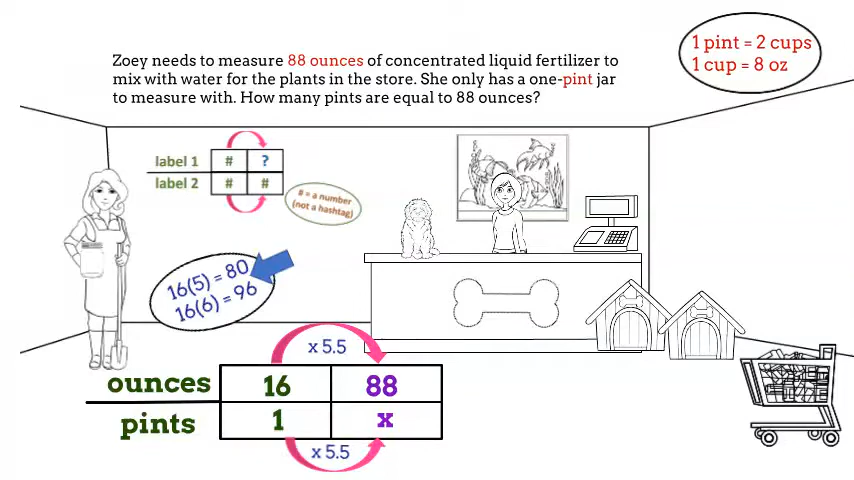 1 pint = 2 cups
1 cup = 8 oz
Zoey needs to measure 88 ounces of concentrated liquid fertilizer to
mix with water for the plants in the store. She only has a one-pint jar
to measure with. How many pints are equal to 88 ounces?
label 1 # ?
label 2 # #
# = a number
(not a hashtag)
16(5) = 80
16(6) = 96
x 5.5
ounces 16 88
pints 1 x
x 5.5